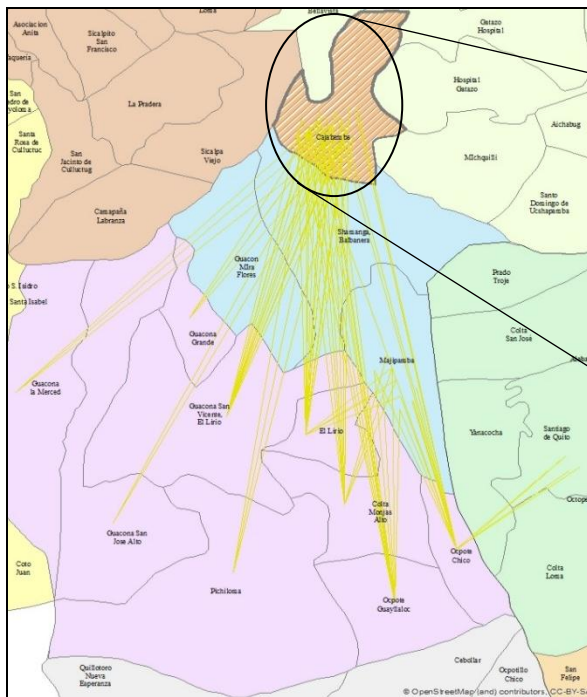 Asociacion
Anita
Sicalpito
San
Francisco
Loma
Gatazo
Hospital
Hospital
Gatazo
La Pradera
Cajabamba
Aichabug
Santa
Rosa de
Culluctuc
San
Jacinto de
Culluctug
Sicalpa
Viejo
Michquilli
Santo
Domingo de
Ucshapamba
Shamanga,
Balbanera
Guacon
Mira
Flores
Prado
Troje
Santa Isabel
Guacona
Grande
Colta
San José
Majipamba
Guacona
la Merced
Guacona San
Vicente,
El Lirio
El Lirio
Yanacocha
Santiago
de Quito
Colta
Monjas
Alto
Guacona San
Jose Alto
Ocpote
Chico
Coto
Juan
Pichiloma
Ocpote
Guayllaloc
Colta
Loma
Quillotoro
Nueva
Esperanza
Cebollar
Ocpotillo
Chico
San
Felipe
© OpenStreetMap (and) contributors, CC-BY-S